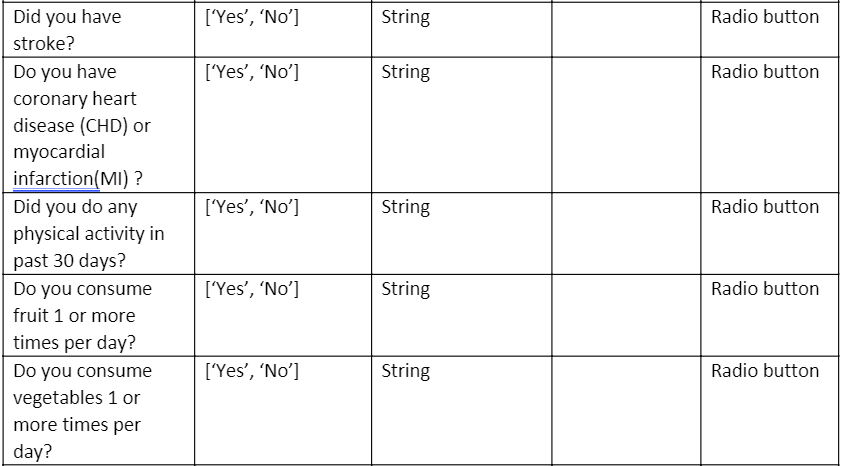 Did you have ['Yes', 'No'] String Radio button
stroke?
Do you have ['Yes', 'No'] String Radio button
coronary heart
disease (CHD) or
myocardial
infarction(MI) ?
Did you do any ['Yes', 'No'] String Radio button
physical activity in
past 30 days?
Do you consume ['Yes', 'No'] String Radio button
fruit 1 or more
times per day?
Do you consume ['Yes', 'No'] String Radio button
vegetables 1 or
more times per
day?